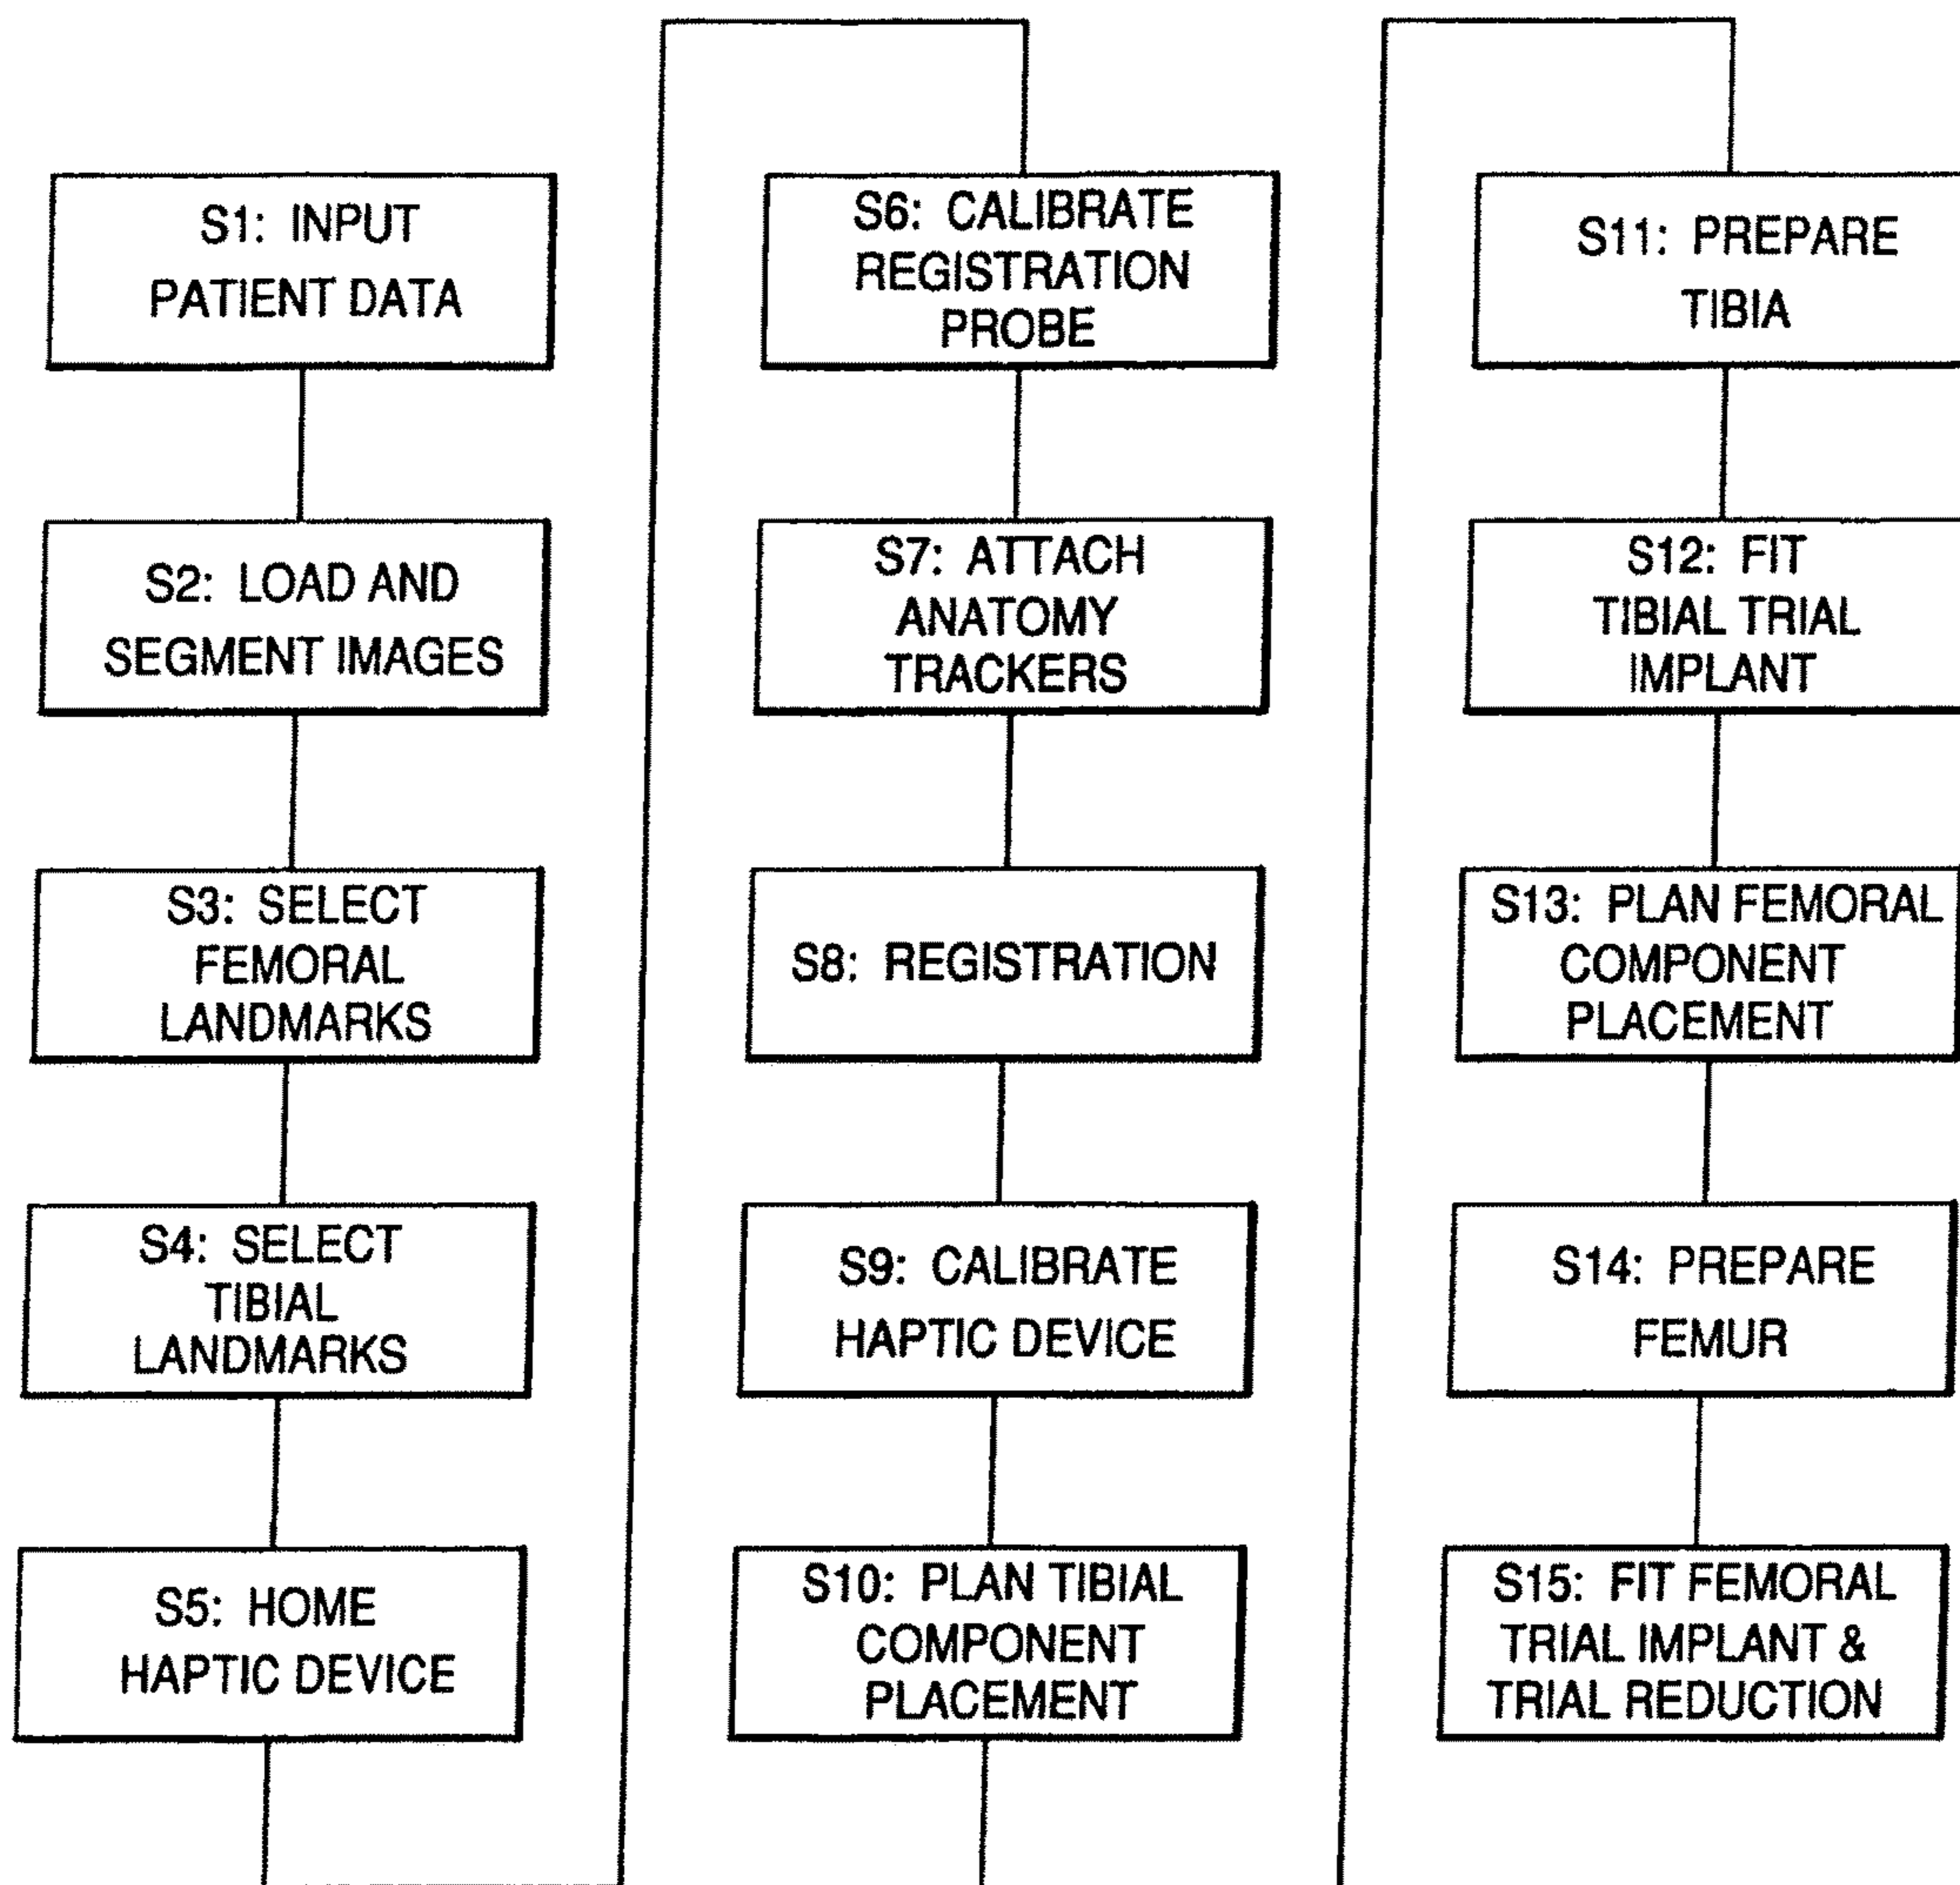 S1: INPUT
PATIENT DATA
S2: LOAD AND
SEGMENT IMAGES
S3: SELECT
FEMORAL
LANDMARKS
S4: SELECT
TIBIAL
LANDMARKS
S5: HOME
HAPTIC DEVICE
S6: CALIBRATE
REGISTRATION
PROBE
S7: ATTACH
ANATOMY
TRACKERS
S8: REGISTRATION
S9: CALIBRATE
HAPTIC DEVICE
S10: PLAN TIBIAL
COMPONENT
PLACEMENT
S11: PREPARE
TIBIA
S12: FIT
TIBIAL TRIAL
IMPLANT
S13: PLAN FEMORAL
COMPONENT
PLACEMENT
S14: PREPARE
FEMUR
S15: FIT FEMORAL
TRIAL IMPLANT &
TRIAL REDUCTION